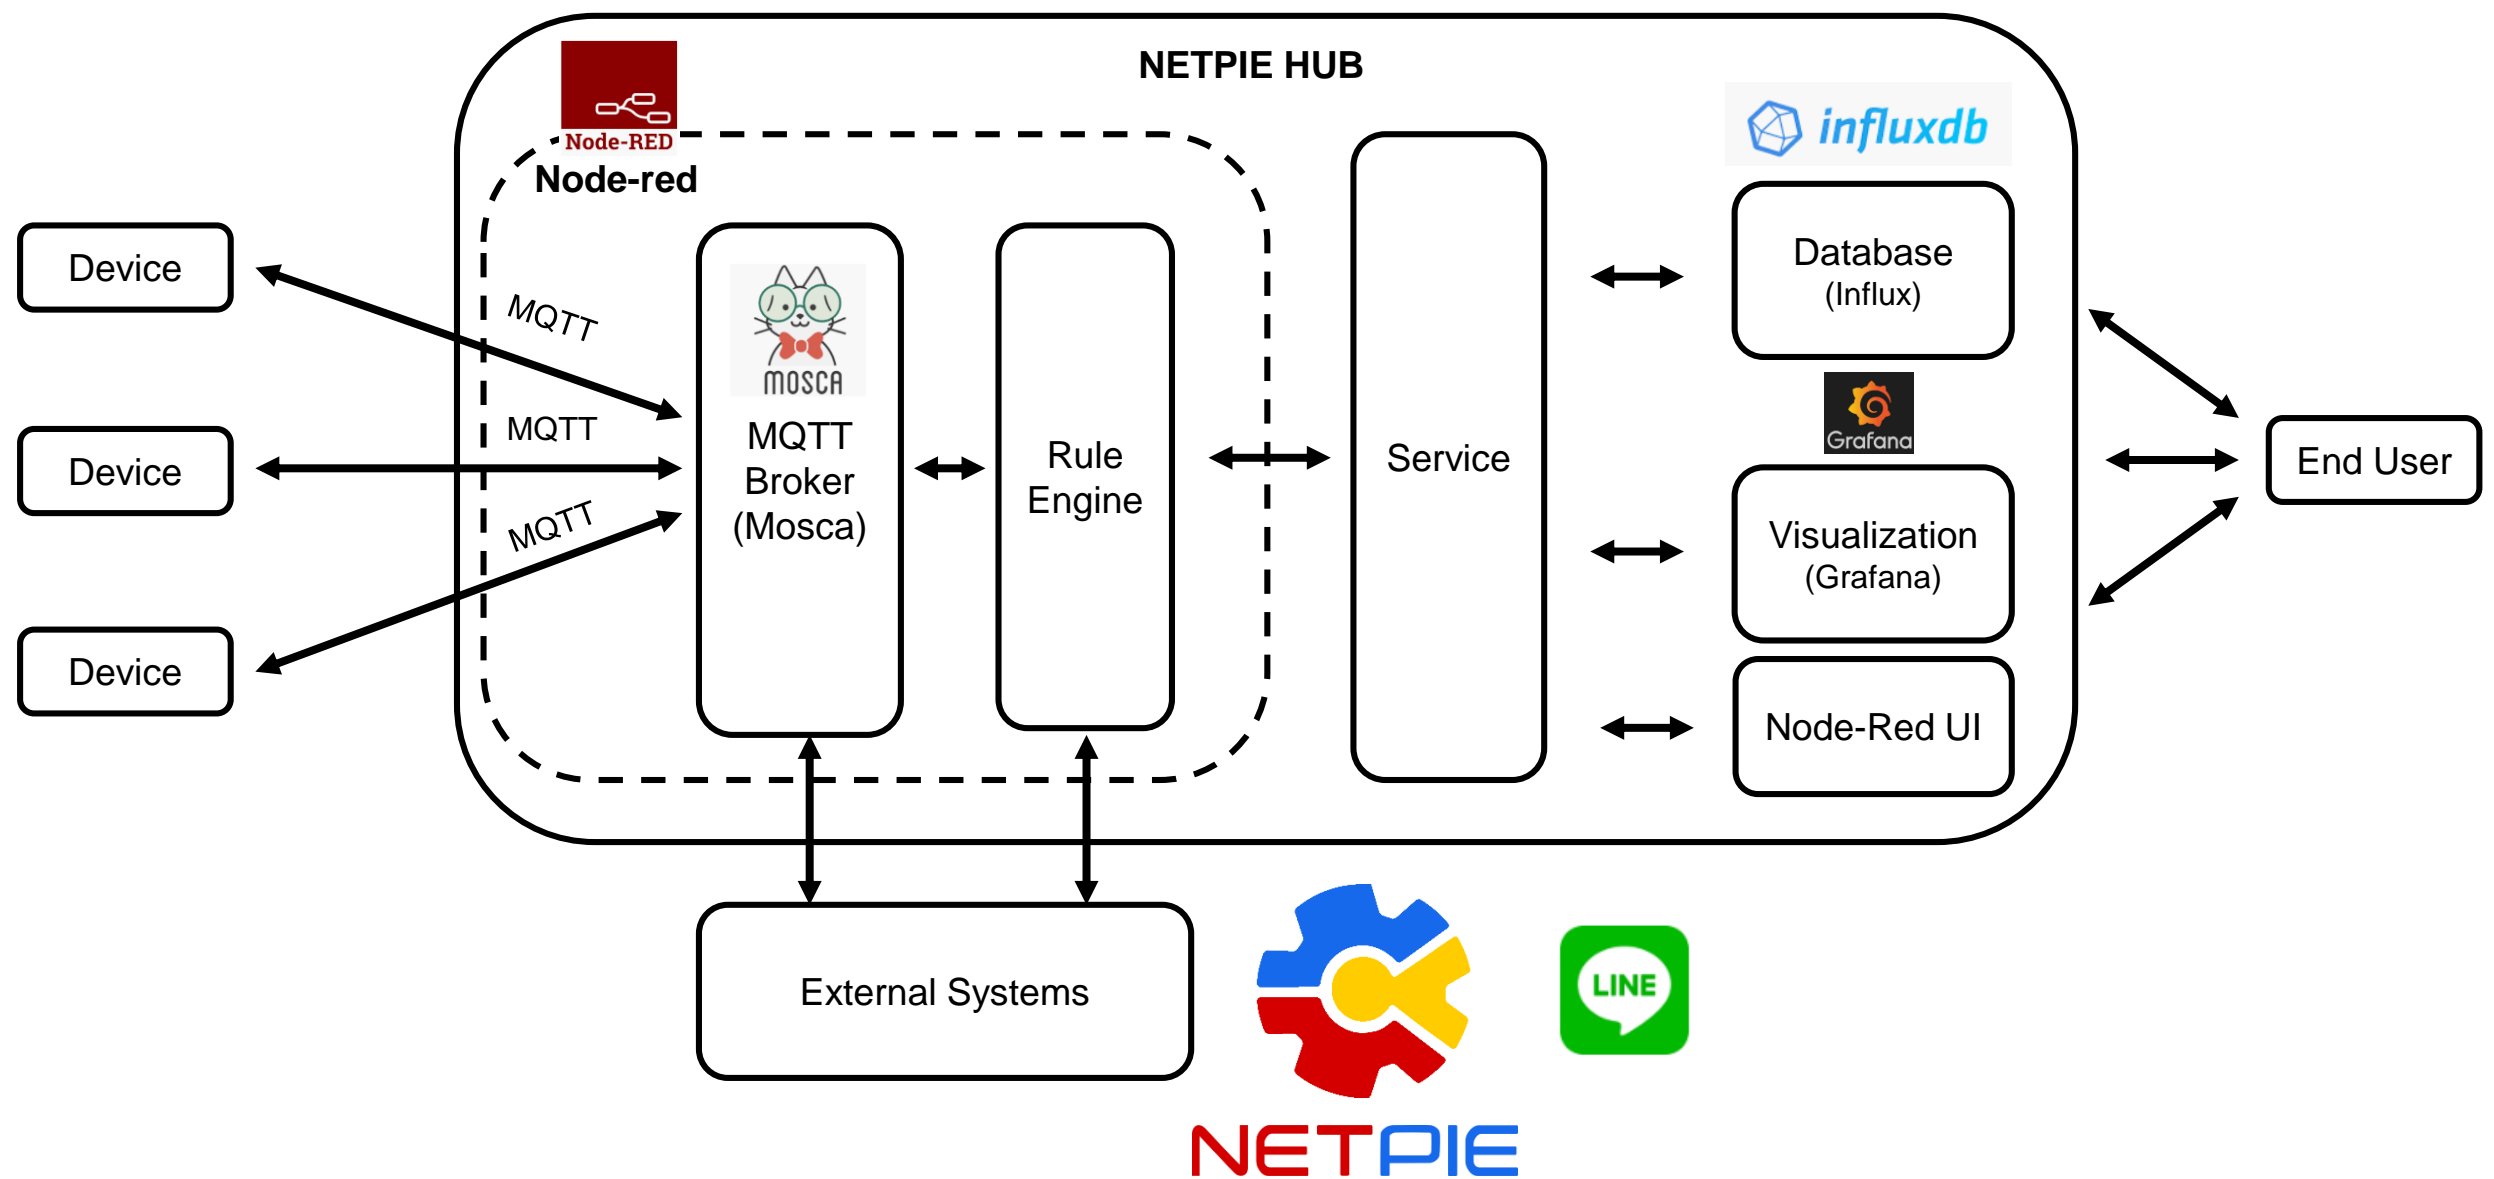 NETPIE HUB
Node-RED
Node-red
influxdb
Device
Device
Device
MQTT
MQTT
MQTT
MOSCA
MQTT
Broker
(Mosca)
Rule
Engine
Service
Database
(Influx)
Grafana
Visualization
(Grafana)
Node-Red UI
End User
External Systems
LINE
NETPIE